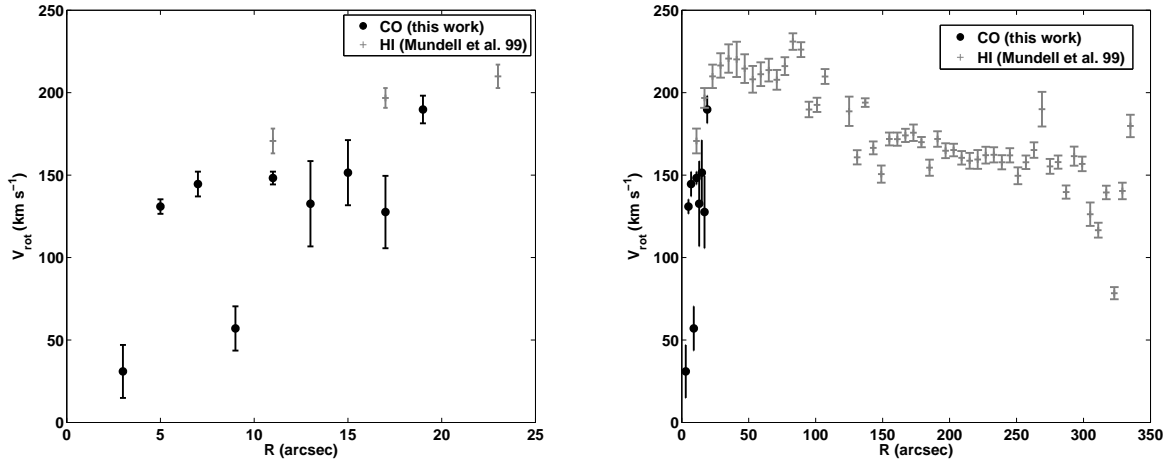 250
200
150
100
50
0
V_rot (km s⁻¹)
0 5 10 15 20 25
R (arcsec)
CO (this work)
HI (Mundell et al. 99)
250
200
150
100
50
0
V_rot (km s⁻¹)
0 50 100 150 200 250 300 350
R (arcsec)
CO (this work)
HI (Mundell et al. 99)